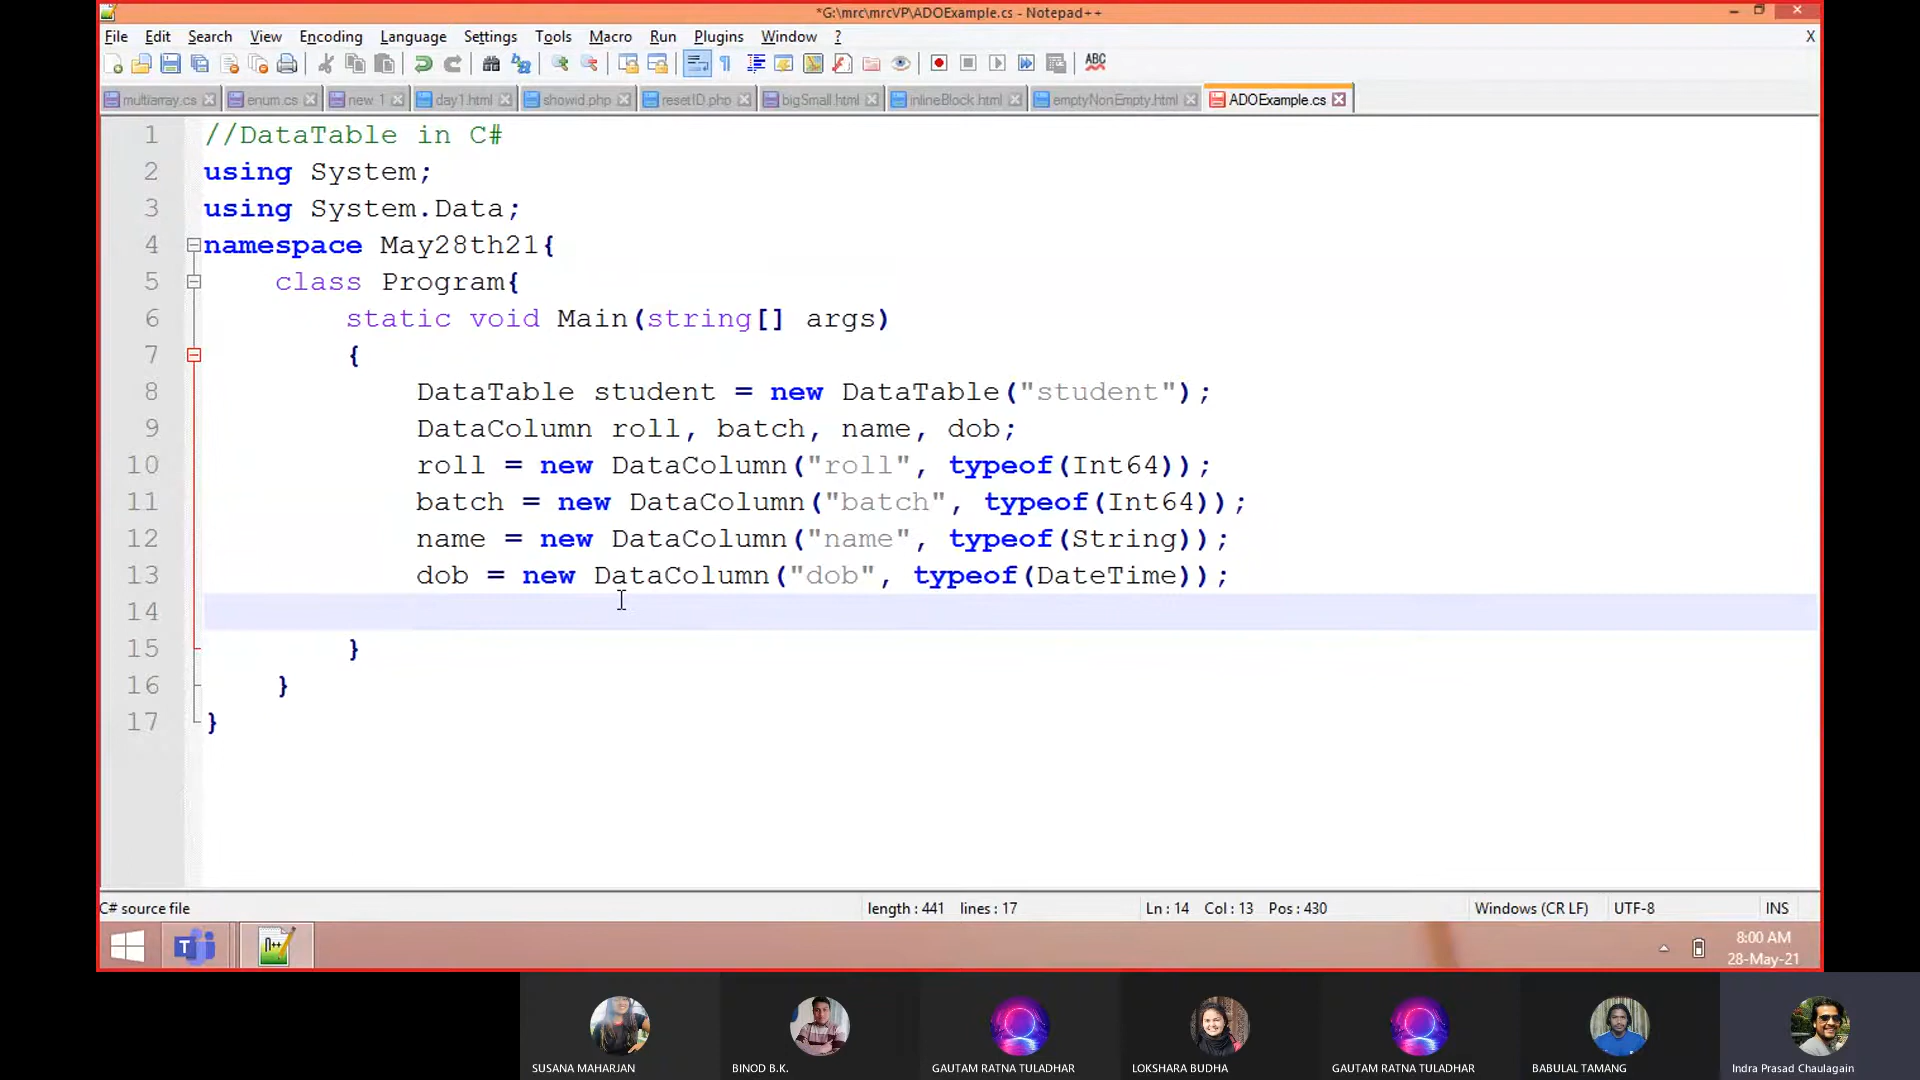 *G:\mrc\mrcVP\ADOExample.cs - Notepad++
File Edit Search View Encoding Language Settings Tools Macro Run Plugins Window ? X
ABC
multiarray.cs enum.cs new 1 day1.html showid.php resetID.php bigSmall.html inlineBlock.html emptyNonEmpty.html ADOExample.cs
1 //DataTable in C#
2 using System;
3 using System.Data;
4 namespace May28th21{
5 class Program{
6 static void Main(string[] args)
7 {
8 DataTable student = new DataTable("student");
9 DataColumn roll, batch, name, dob;
10 roll = new DataColumn("roll", typeof(Int64));
11 batch = new DataColumn("batch", typeof(Int64));
12 name = new DataColumn("name", typeof(String));
13 dob = new DataColumn("dob", typeof(DateTime));
14
15 }
16 }
17 }
C# source file length : 441 lines : 17 Ln : 14 Col : 13 Pos : 430 Windows (CR LF) UTF-8 INS
8:00 AM
28-May-21
SUSANA MAHARJAN BINOD B.K. GAUTAM RATNA TULADHAR LOKSHARA BUDHA GAUTAM RATNA TULADHAR BABULAL TAMANG Indra Prasad Chaulagain